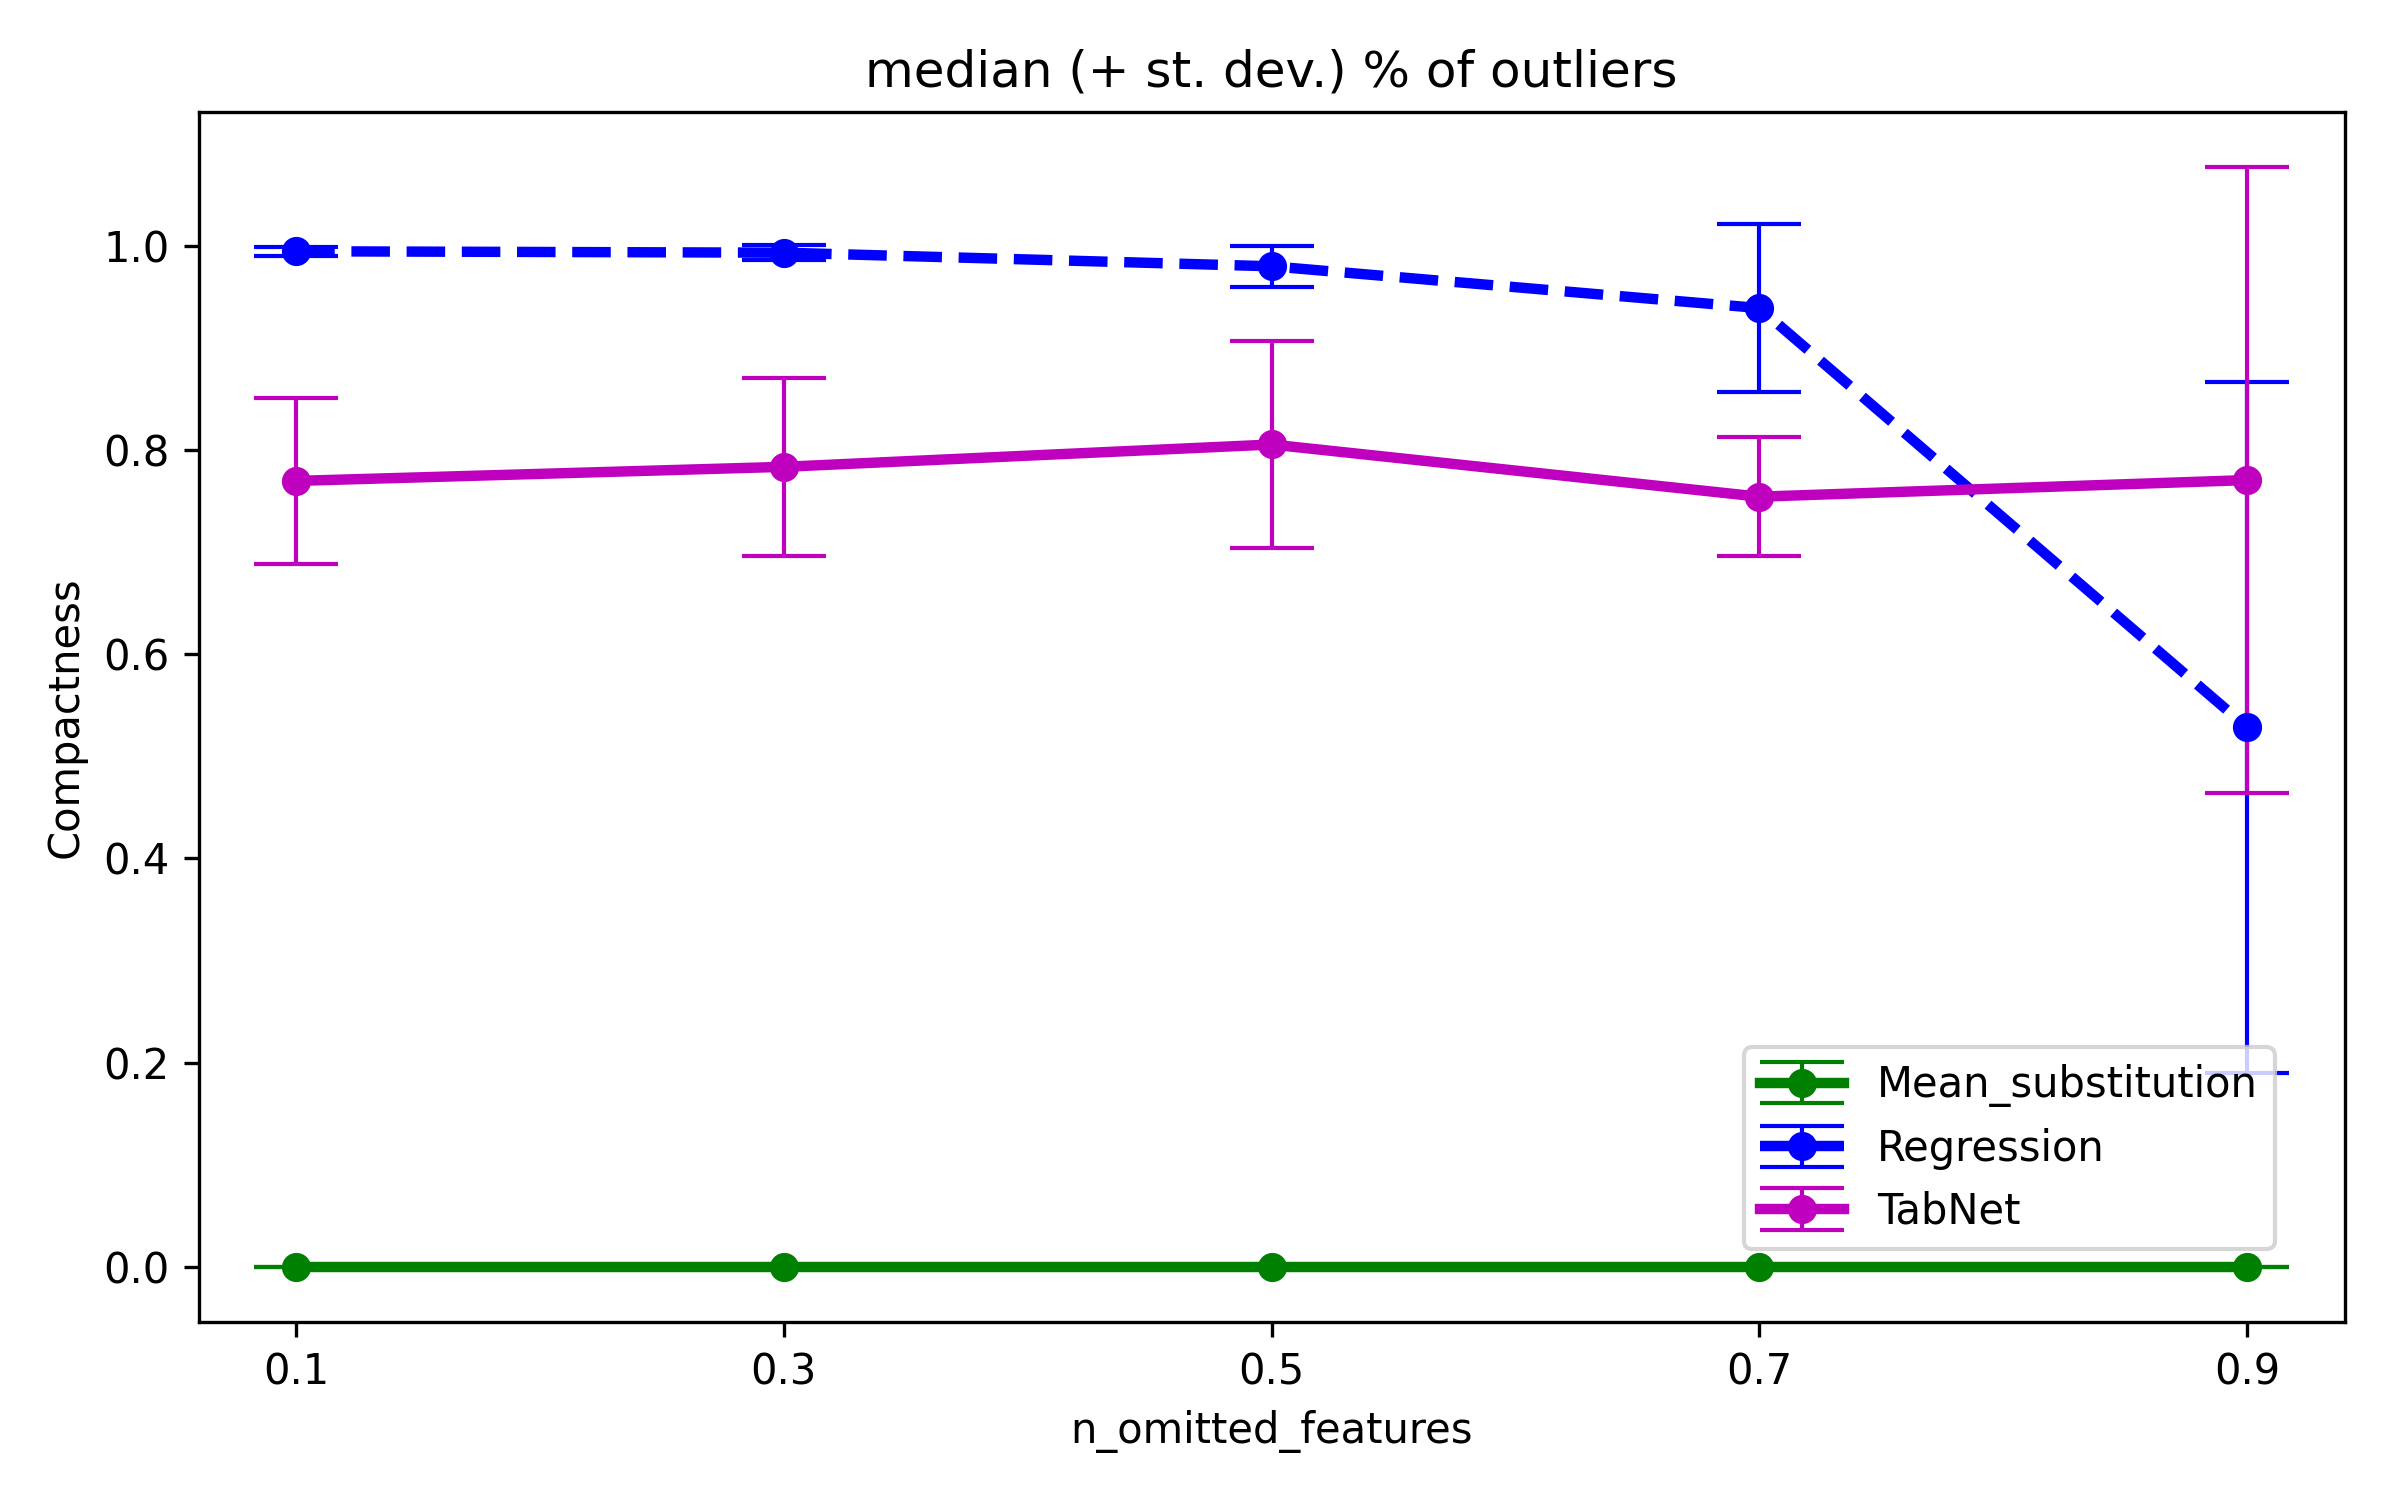 median (+ st. dev.) % of outliers
1.0
0.8
0.6
0.4
0.2
0.0
Compactness
Mean_substitution
Regression
TabNet
0.1 0.3 0.5 0.7 0.9
n_omitted_features